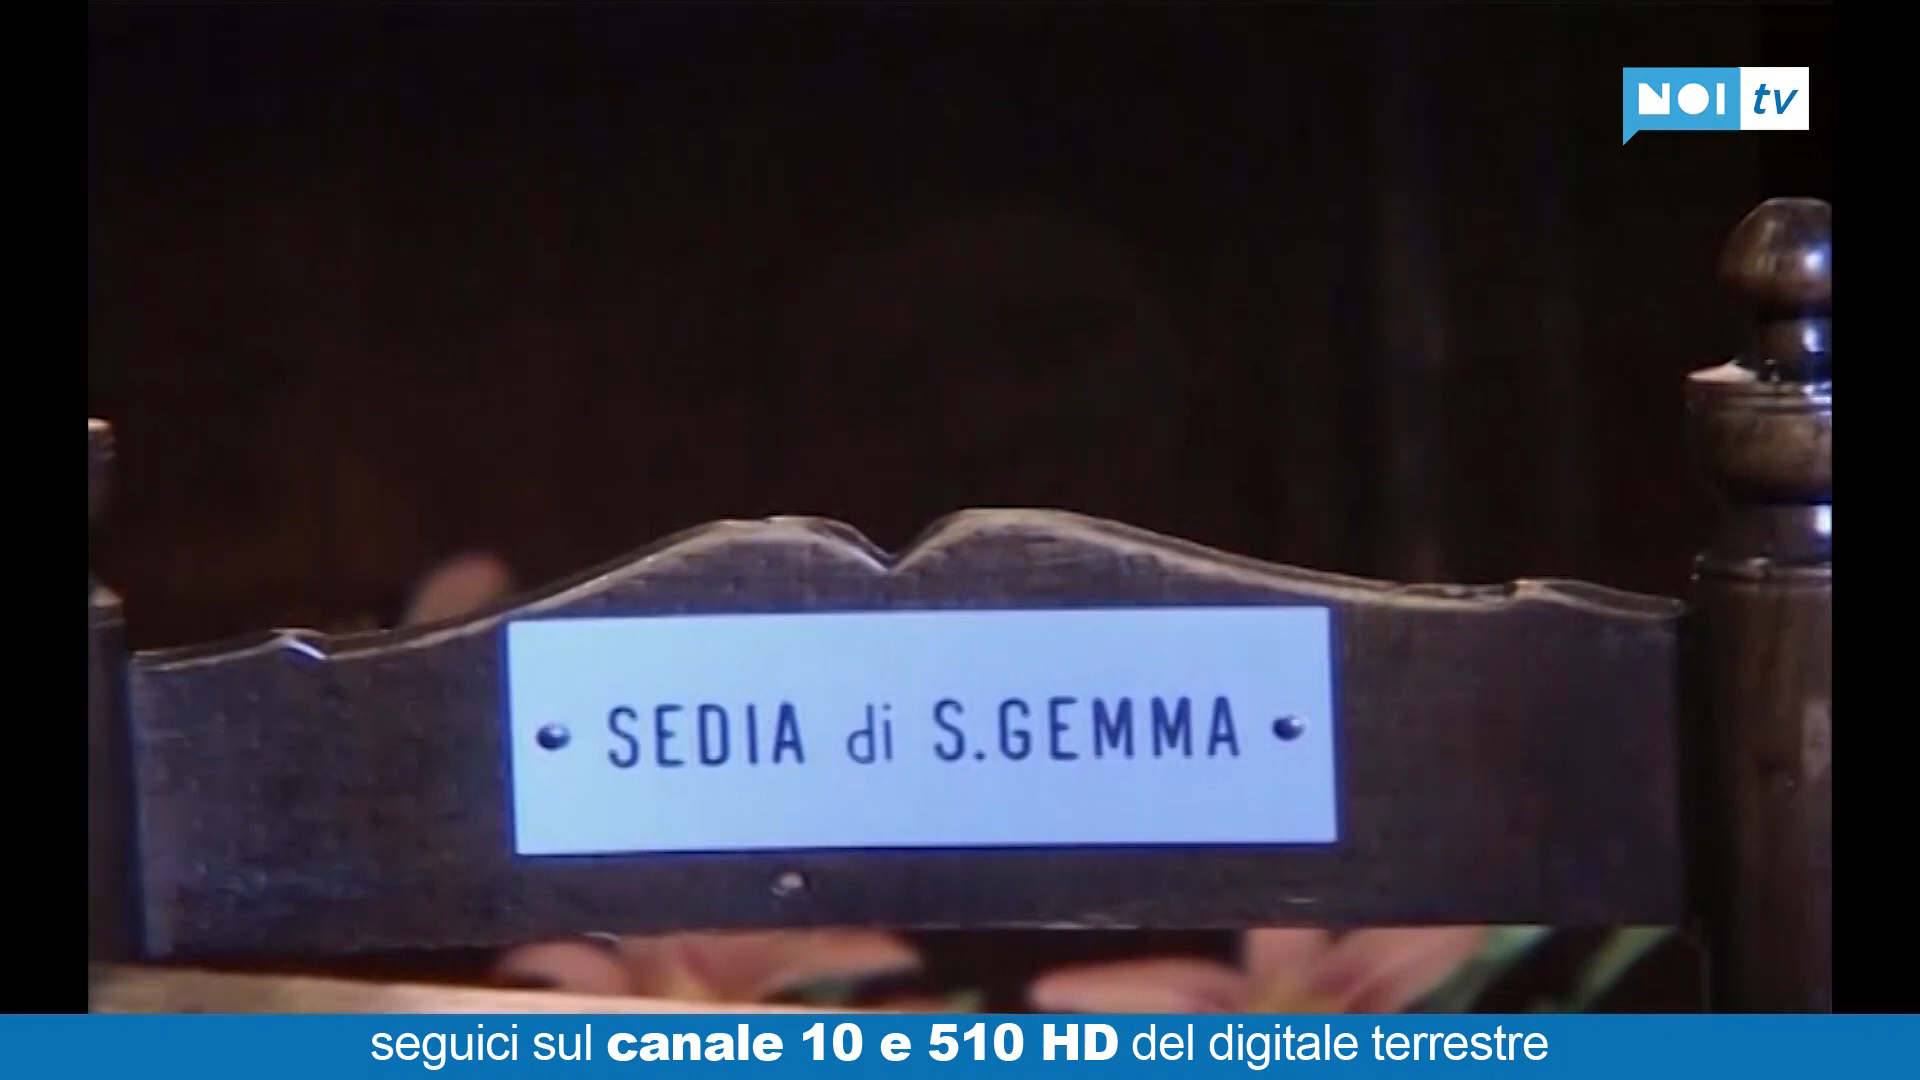 NOI tv
SEDIA di S.GEMMA
seguici sul canale 10 e 510 HD del digitale terrestre